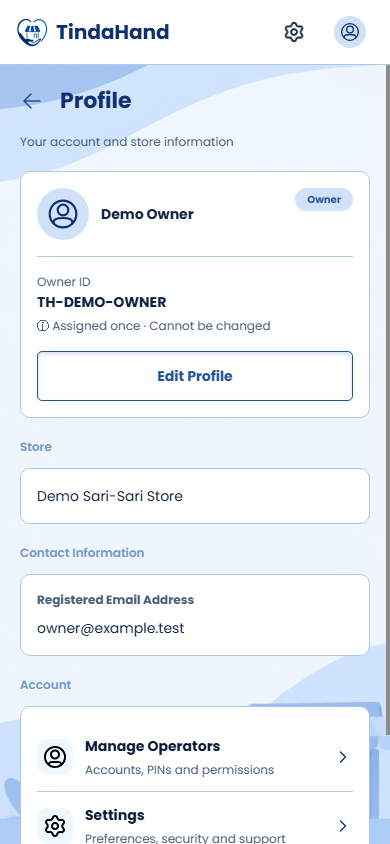 TindaHand
Profile
Your account and store information
Demo Owner
Owner
Owner ID
TH-DEMO-OWNER
Assigned once · Cannot be changed
Edit Profile
Store
Demo Sari-Sari Store
Contact Information
Registered Email Address
owner@example.test
Account
Manage Operators
Accounts, PINs and permissions
Settings
Preferences, security and support